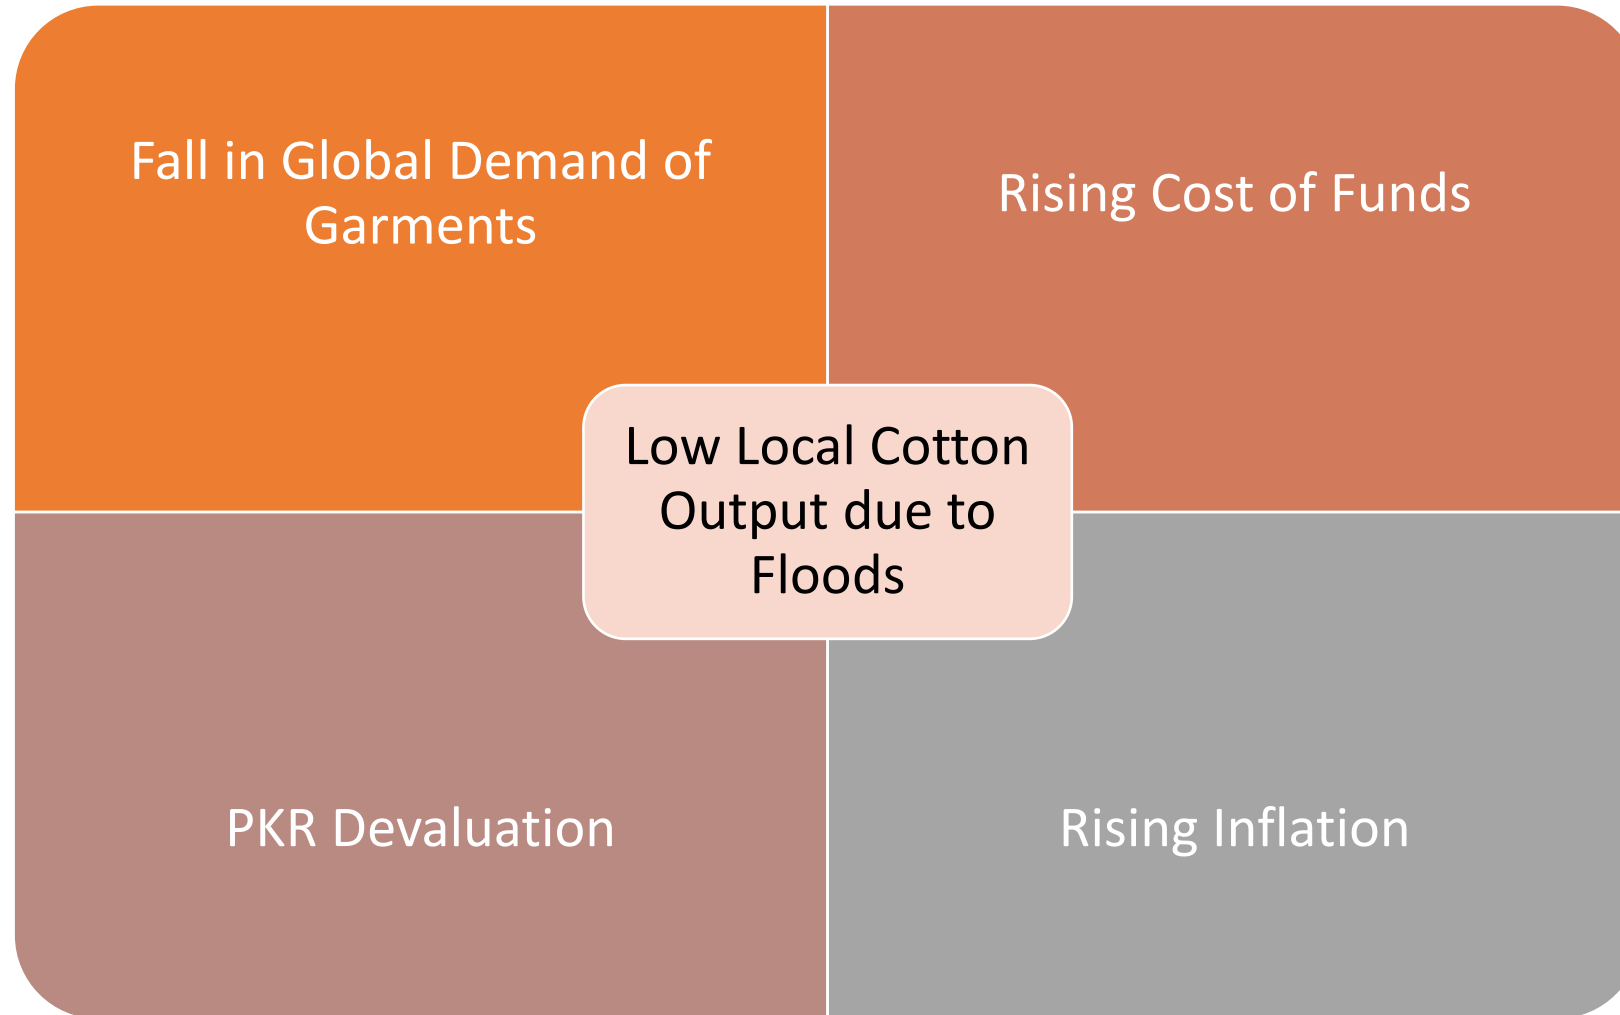 Fall in Global Demand of
Garments
Rising Cost of Funds
Low Local Cotton
Output due to
Floods
PKR Devaluation
Rising Inflation